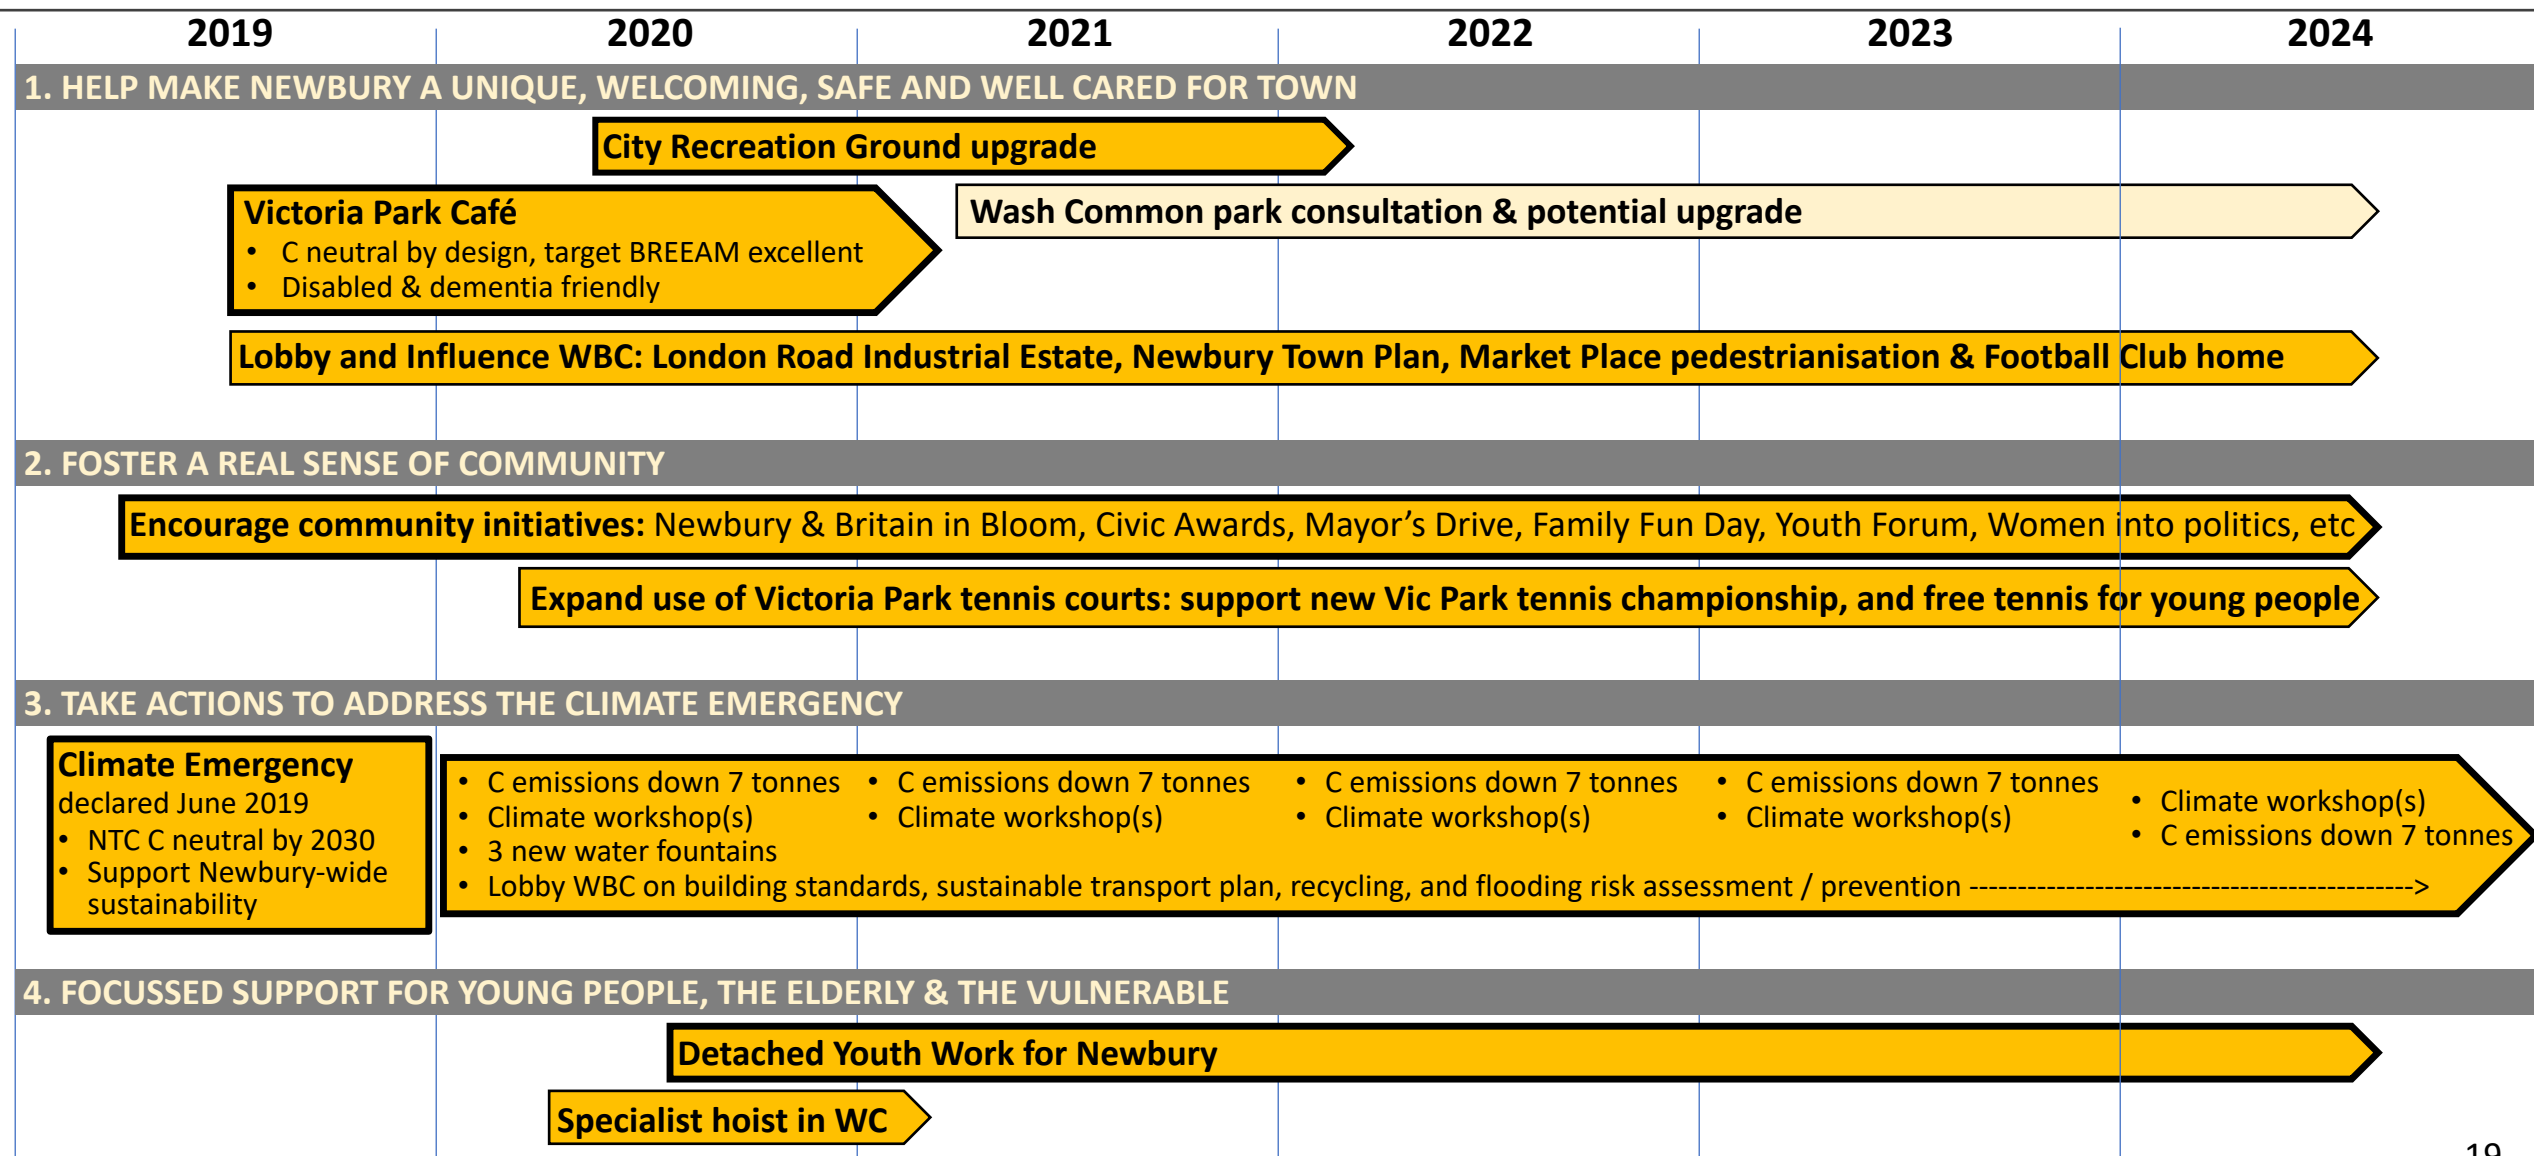 2019 2020 2021 2022 2023 2024
1. HELP MAKE NEWBURY A UNIQUE, WELCOMING, SAFE AND WELL CARED FOR TOWN
City Recreation Ground upgrade
Victoria Park Café
• C neutral by design, target BREEAM excellent
• Disabled & dementia friendly
Wash Common park consultation & potential upgrade
Lobby and Influence WBC: London Road Industrial Estate, Newbury Town Plan, Market Place pedestrianisation & Football Club home
2. FOSTER A REAL SENSE OF COMMUNITY
Encourage community initiatives: Newbury & Britain in Bloom, Civic Awards, Mayor’s Drive, Family Fun Day, Youth Forum, Women into politics, etc
Expand use of Victoria Park tennis courts: support new Vic Park tennis championship, and free tennis for young people
3. TAKE ACTIONS TO ADDRESS THE CLIMATE EMERGENCY
Climate Emergency
declared June 2019
• NTC C neutral by 2030
• Support Newbury-wide
sustainability
• C emissions down 7 tonnes
• Climate workshop(s)
• 3 new water fountains
• Lobby WBC on building standards, sustainable transport plan, recycling, and flooding risk assessment / prevention ---------------------------------------------->
• C emissions down 7 tonnes
• Climate workshop(s)
• C emissions down 7 tonnes
• Climate workshop(s)
• C emissions down 7 tonnes
• Climate workshop(s)
• Climate workshop(s)
• C emissions down 7 tonnes
4. FOCUSSED SUPPORT FOR YOUNG PEOPLE, THE ELDERLY & THE VULNERABLE
Detached Youth Work for Newbury
Specialist hoist in WC
19